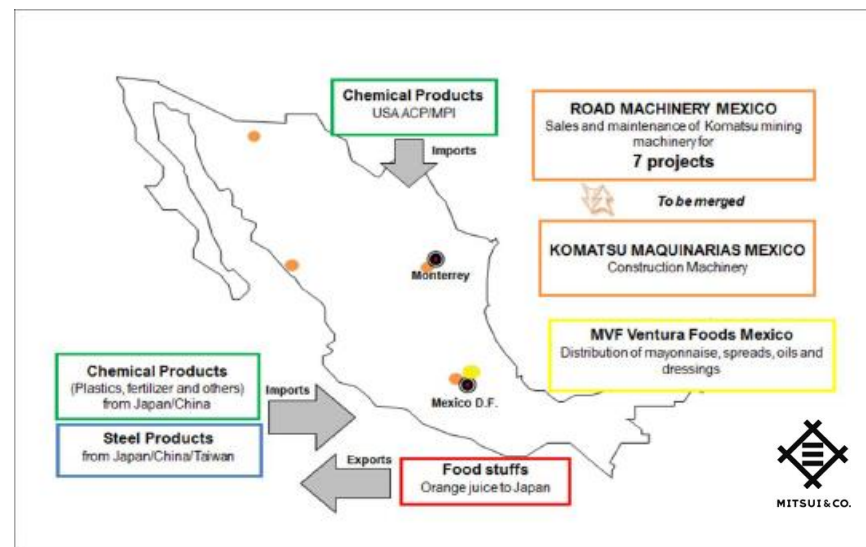 Chemical Products
USA ACP/MPI
Imports
ROAD MACHINERY MEXICO
Sales and maintenance of Komatsu mining
machinery for
7 projects
To be merged
KOMATSU MAQUINARIAS MEXICO
Construction Machinery
Monterrey
MVF Ventura Foods Mexico
Distribution of mayonnaise, spreads, oils and
dressings
Chemical Products
(Plastics, fertilizer and others)
from Japan/China
Imports
Steel Products
from Japan/China/Taiwan
Mexico D.F.
Exports
Food stuffs
Orange juice to Japan
MITSUI & CO.